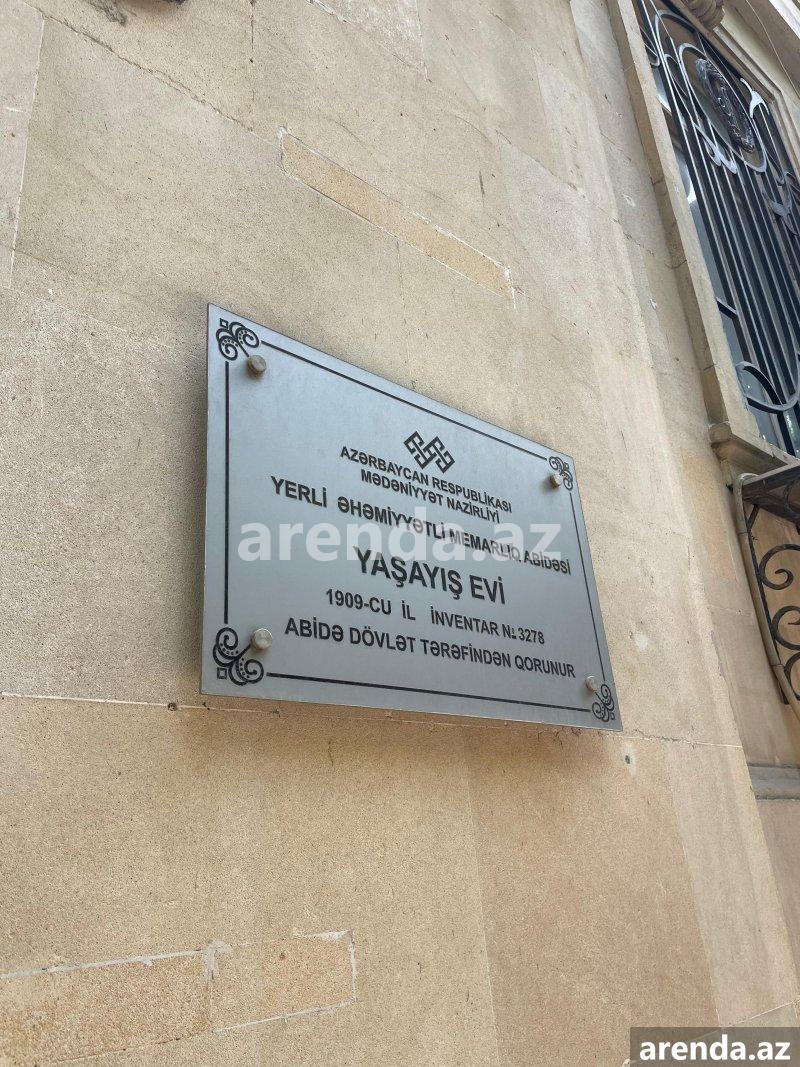 AZƏRBAYCAN RESPUBLİKASI
MƏDƏNİYYƏT NAZİRLİYİ
YERLİ ƏHƏMİYYƏTLİ MEMARLIQ ABİDƏSİ
arenda.az
YAŞAYIŞ EVİ
1909-CU İL İNVENTAR № 3278
ABİDƏ DÖVLƏT TƏRƏFİNDƏN QORUNUR
arenda.az